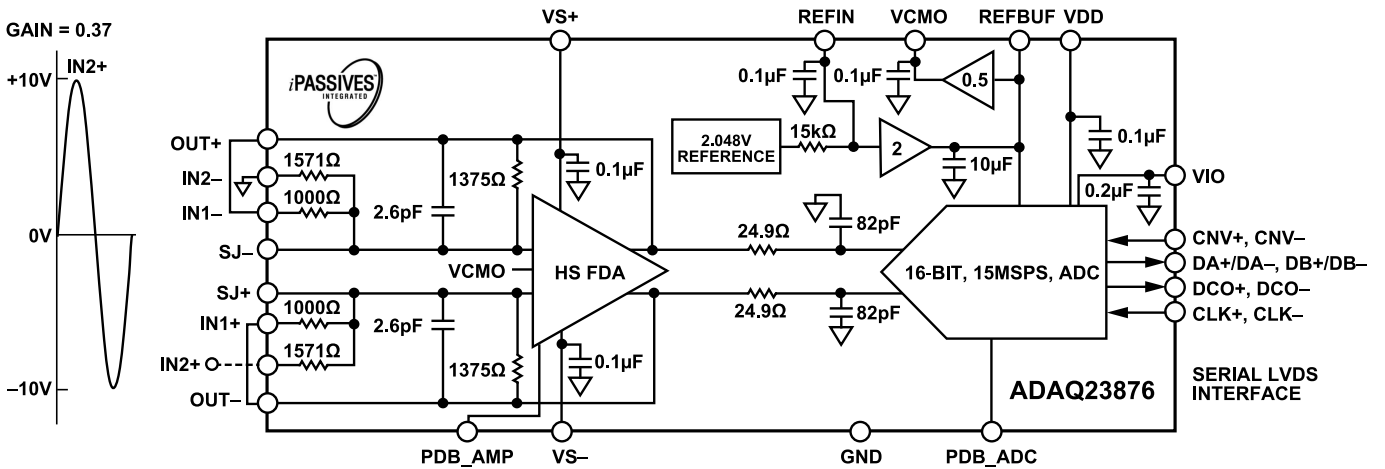 GAIN = 0.37
IN2+
+10V
0V
–10V
VS+
REFIN
VCMO
REFBUF
VDD
iPASSIVES™
INTEGRATED
0.1µF
0.1µF
0.5
OUT+
1571Ω
IN2–
1000Ω
IN1–
SJ–
2.6pF
1375Ω
0.1µF
2.048V
REFERENCE
15kΩ
2
10µF
0.1µF
0.2µF
VIO
82pF
24.9Ω
VCMO
HS FDA
16-BIT, 15MSPS, ADC
CNV+, CNV–
DA+/DA–, DB+/DB–
DCO+, DCO–
CLK+, CLK–
SJ+
1000Ω
IN1+
1571Ω
IN2+
OUT–
2.6pF
1375Ω
0.1µF
24.9Ω
82pF
ADAQ23876
SERIAL LVDS
INTERFACE
PDB_AMP
VS–
GND
PDB_ADC